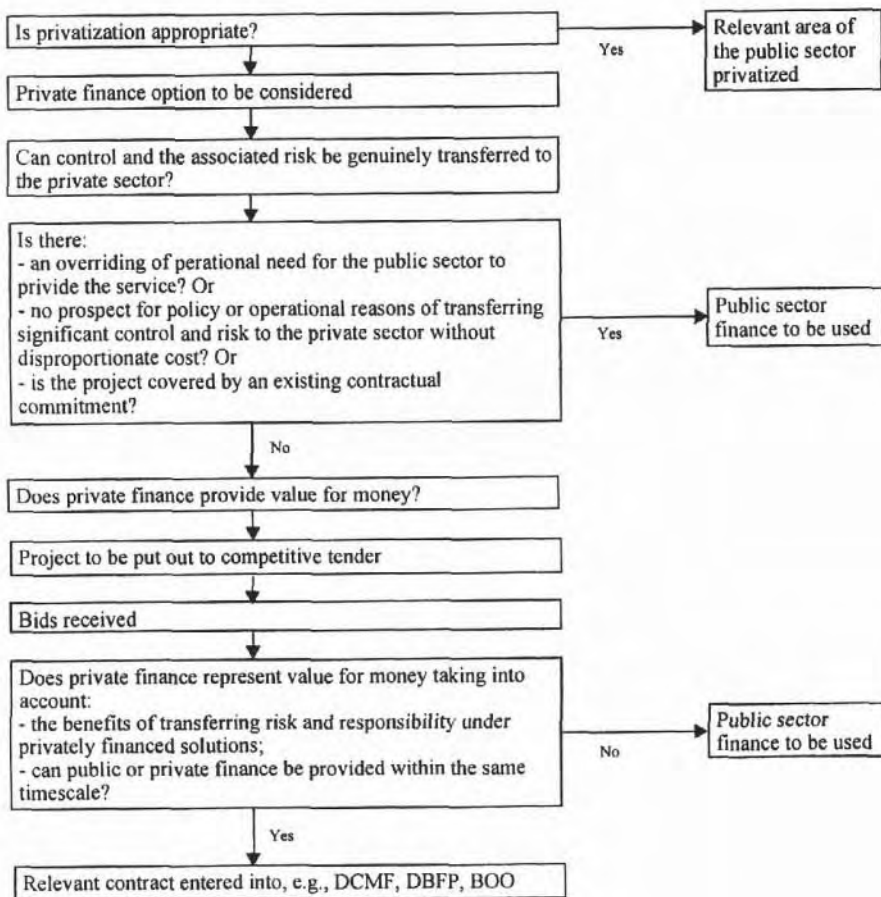 Is privatization appropriate?
Yes
Relevant area of
the public sector
privatized
Private finance option to be considered
Can control and the associated risk be genuinely transferred to
the private sector?
Is there:
- an overriding of perational need for the public sector to
privide the service? Or
- no prospect for policy or operational reasons of transferring
significant control and risk to the private sector without
disproportionate cost? Or
- is the project covered by an existing contractual
commitment?
Yes
Public sector
finance to be used
No
Does private finance provide value for money?
Project to be put out to competitive tender
Bids received
Does private finance represent value for money taking into
account:
- the benefits of transferring risk and responsibility under
privately financed solutions;
- can public or private finance be provided within the same
timescale?
No
Public sector
finance to be used
Yes
Relevant contract entered into, e.g., DCMF, DBFP, BOO